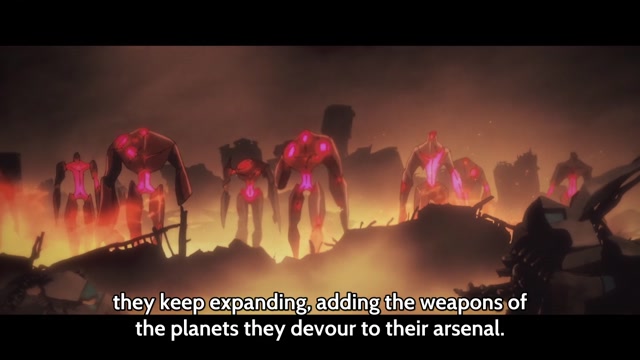 they keep expanding, adding the weapons of
the planets they devour to their arsenal.